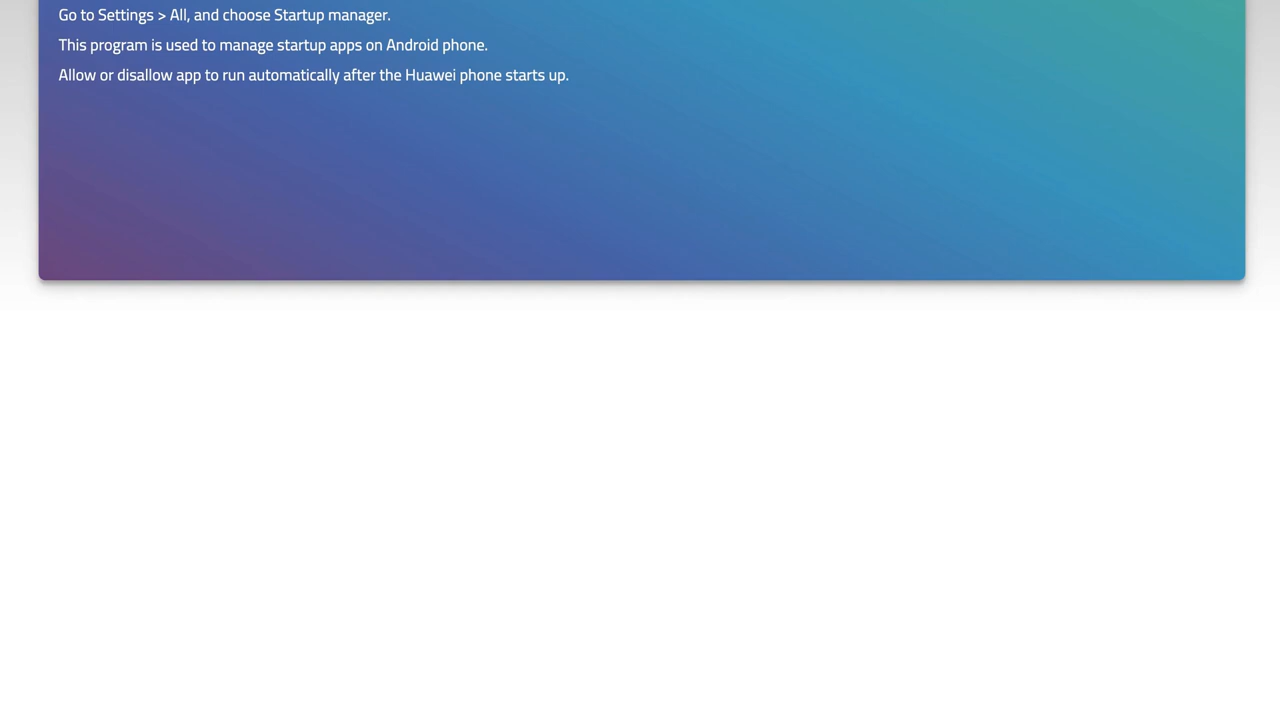 Go to Settings > All, and choose Startup manager.
This program is used to manage startup apps on Android phone.
Allow or disallow app to run automatically after the Huawei phone starts up.